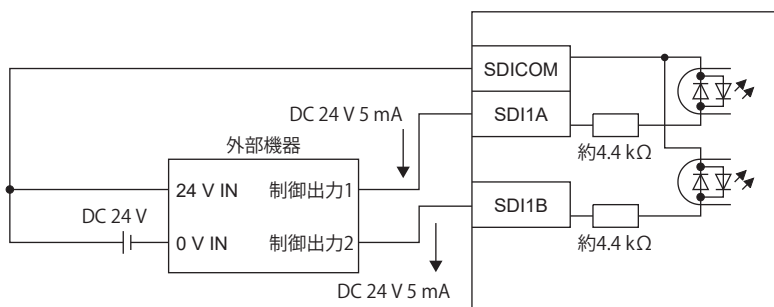 SDICOM
DC 24 V 5 mA
SDI1A
外部機器
約4.4 kΩ
24 V IN
制御出力1
DC 24 V
SDI1B
0 V IN
制御出力2
約4.4 kΩ
DC 24 V 5 mA